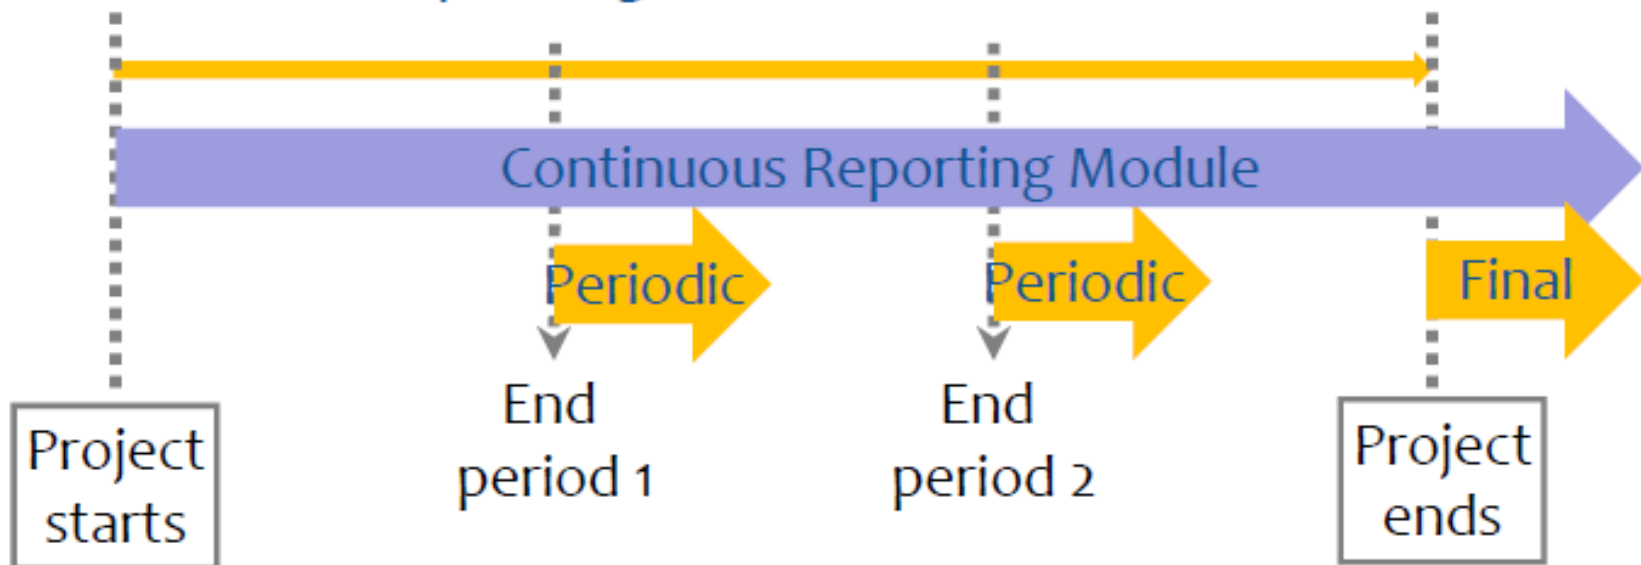 Continuous Reporting Module
Periodic
Periodic
Final
End
period 1
End
period 2
Project
starts
Project
ends